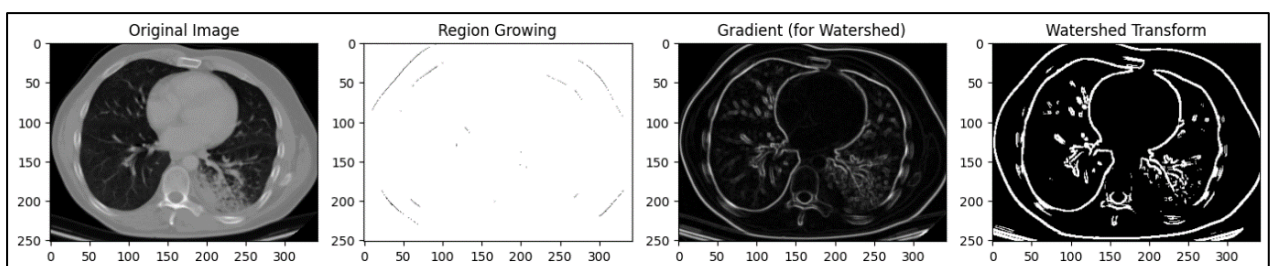 Original Image
Region Growing
Gradient (for Watershed)
Watershed Transform
0 0 0 0
50 50 50 50
100 100 100 100
150 150 150 150
200 200 200 200
250 250 250 250
0 50 100 150 200 250 300 0 50 100 150 200 250 300 0 50 100 150 200 250 300 0 50 100 150 200 250 300